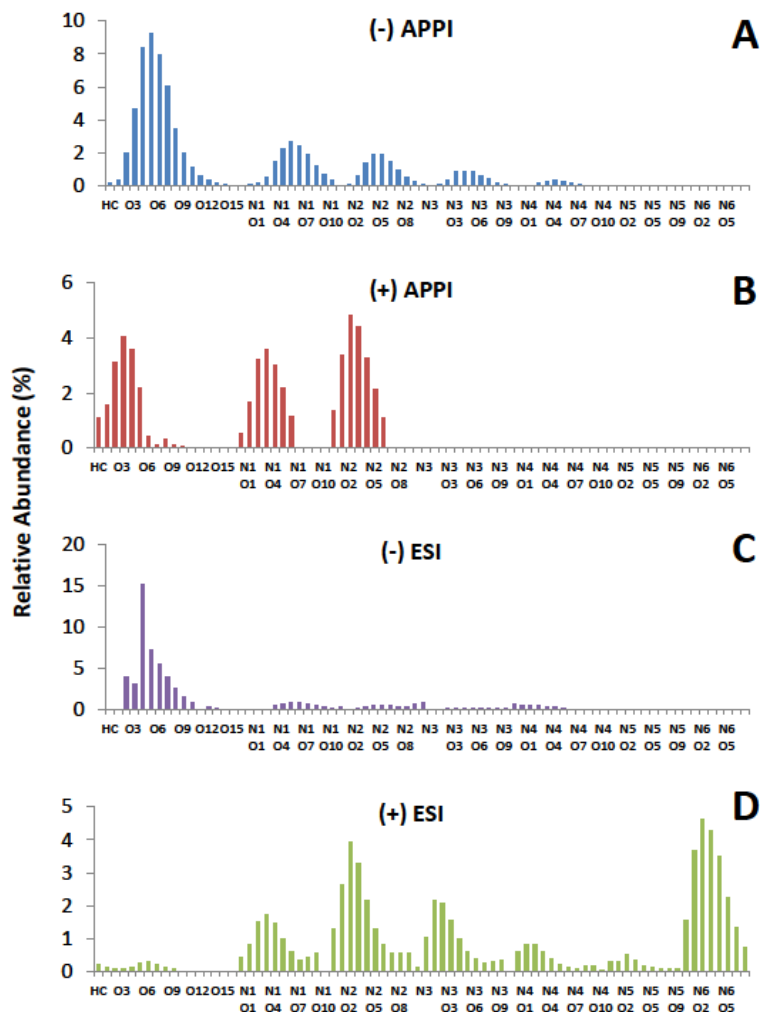 (-) APPI
A
10
8
6
4
2
0
HC O3 O6 O9 O12 O15 N1 N1 N1 N1 N2 N2 N2 N3 N3 N3 N3 N4 N4 N4 N4 N5 N5 N5 N6 N6
O1 O4 O7 O10 O2 O5 O8 O3 O6 O9 O1 O4 O7 O10 O2 O5 O9 O2 O5
(+) APPI
B
6
4
2
0
HC O3 O6 O9 O12 O15 N1 N1 N1 N1 N2 N2 N2 N3 N3 N3 N3 N4 N4 N4 N4 N5 N5 N5 N6 N6
O1 O4 O7 O10 O2 O5 O8 O3 O6 O9 O1 O4 O7 O10 O2 O5 O9 O2 O5
Relative Abundance (%)
(-) ESI
C
20
15
10
5
0
HC O3 O6 O9 O12 O15 N1 N1 N1 N1 N2 N2 N2 N3 N3 N3 N3 N4 N4 N4 N4 N5 N5 N5 N6 N6
O1 O4 O7 O10 O2 O5 O8 O3 O6 O9 O1 O4 O7 O10 O2 O5 O9 O2 O5
(+) ESI
D
5
4
3
2
1
0
HC O3 O6 O9 O12 O15 N1 N1 N1 N1 N2 N2 N2 N3 N3 N3 N3 N4 N4 N4 N4 N5 N5 N5 N6 N6
O1 O4 O7 O10 O2 O5 O8 O3 O6 O9 O1 O4 O7 O10 O2 O5 O9 O2 O5